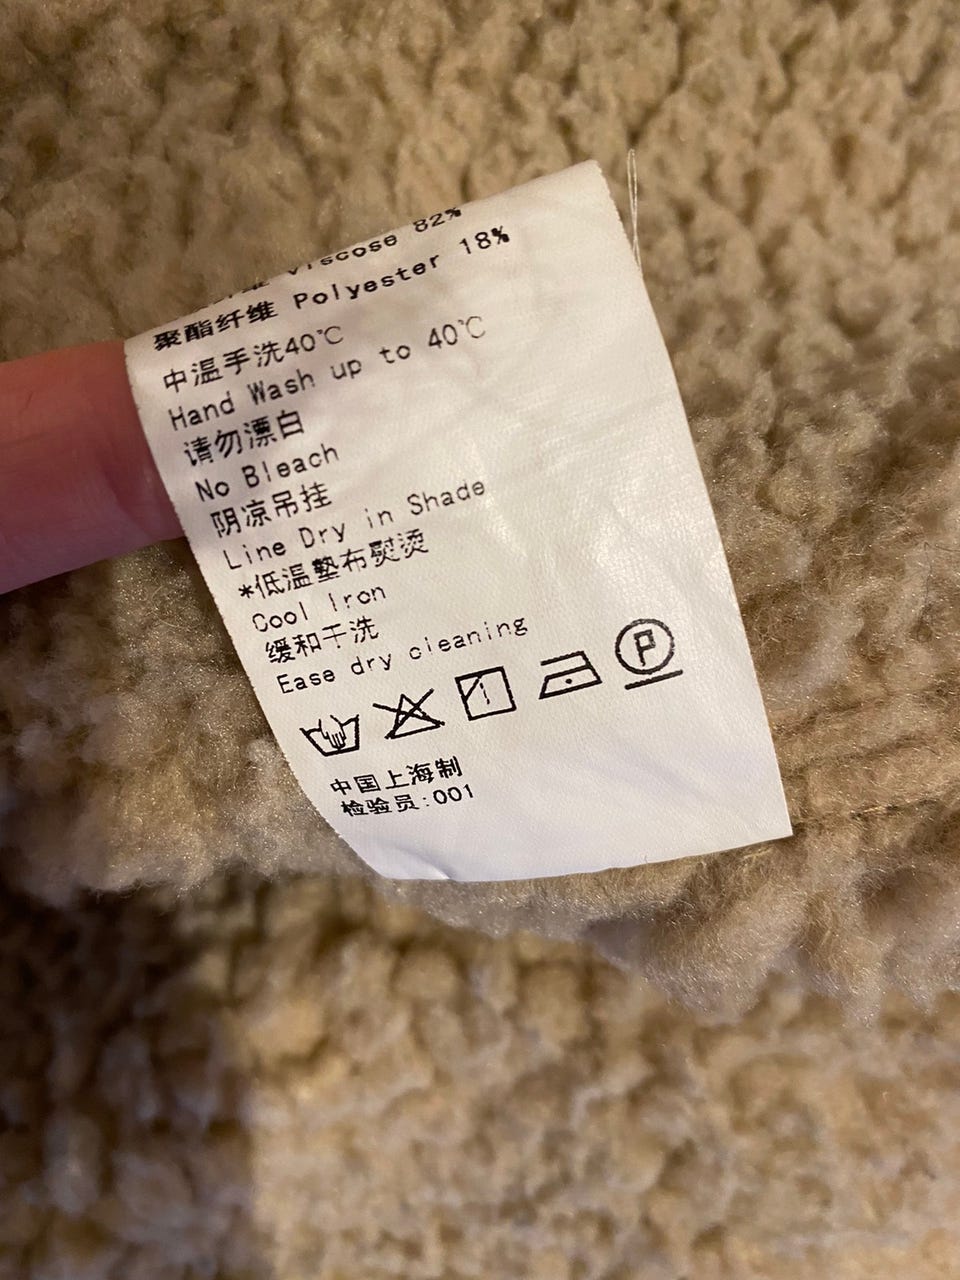 Viscose 82%
聚酯纤维 Polyester 18%
中温手洗40℃
Hand Wash up to 40℃
请勿漂白
No Bleach
阴凉吊挂
Line Dry in Shade
*低温垫布熨烫
Cool Iron
缓和干洗
Ease dry cleaning
P
中国上海制
检验员:001